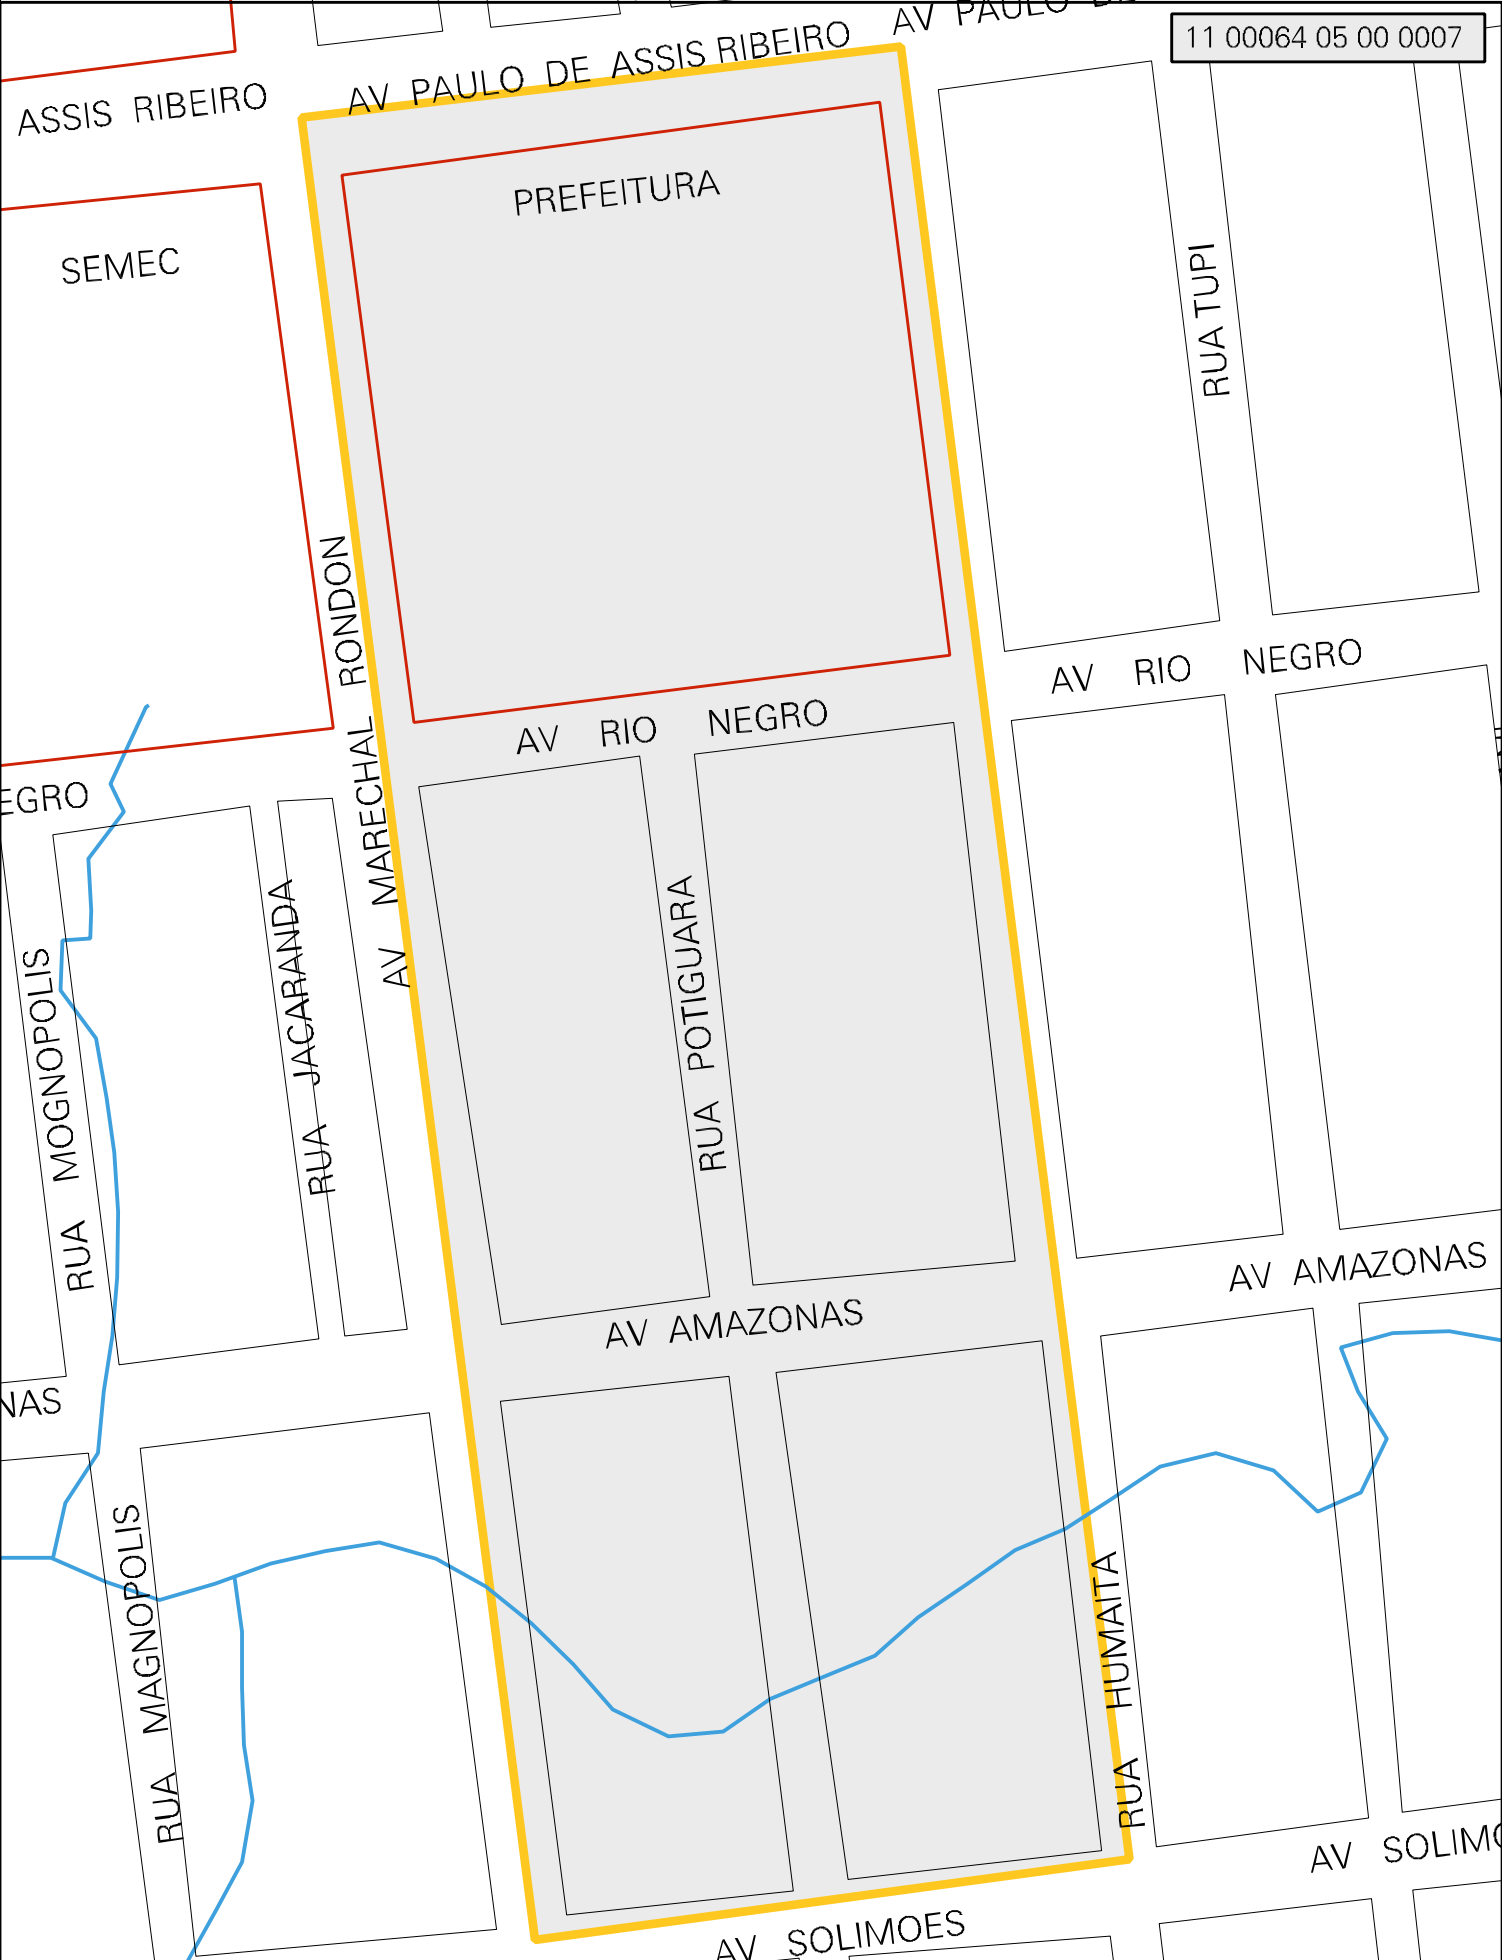 AV PAULO
11 00064 05 00 0007
AV PAULO DE ASSIS RIBEIRO
ASSIS RIBEIRO
PREFEITURA
SEMEC
RUA TUPI
AV MARECHAL RONDON
AV RIO NEGRO
AV RIO NEGRO
EGRO
RUA POTIGUARA
RUA JACARANDA
RUA MOGNOPOLIS
AV AMAZONAS
AV AMAZONAS
NAS
RUA MAGNOPOLIS
RUA HUMAITA
AV SOLIMO
AV SOLIMOES